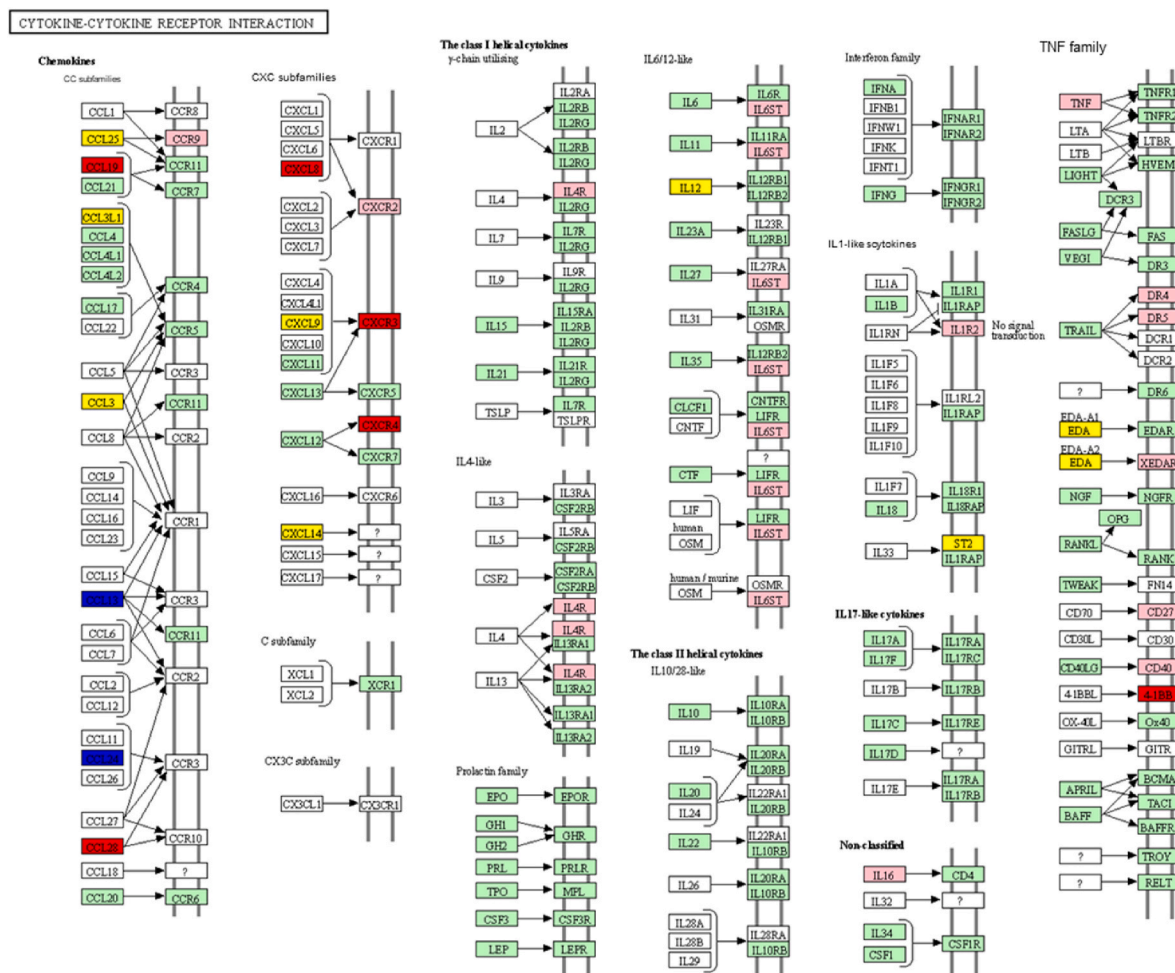 CYTOKINE-CYTOKINE RECEPTOR INTERACTION
Chemokines
CC subfamilies
CCL1
CCR8
CCL25
CCR9
CCL19
CCR11
CCL21
CCR7
CCL3L1
CCL4
CCL4L1
CCL4L2
CCR4
CCL17
CCL22
CCR5
CCL5
CCR3
CCL3
CCR11
CCL8
CCR2
CCL9
CCL14
CCL16
CCL23
CCR1
CCL15
CCR3
CCL6
CCL7
CCR11
CCR2
CCL2
CCL12
CCL11
CCL24
CCL26
CCR3
CCL27
CCR10
CCL28
CCL18
?
CCL20
CCR6
CXC subfamilies
CXCL1
CXCL5
CXCL6
CXCL8
CXCR1
CXCL2
CXCL3
CXCL7
CXCR2
CXCL4
CXCL4L1
CXCL9
CXCL10
CXCL11
CXCR3
CXCL13
CXCR5
CXCR4
CXCL12
CXCR7
CXCL16
CXCR6
CXCL14
?
CXCL15
?
CXCL17
?
C subfamily
XCL1
XCL2
XCR1
CX3C subfamily
CX3CL1
CX3CR1
The class I helical cytokines
γ-chain utilising
IL2
IL2RA
IL2RB
IL2RG
IL2RB
IL2RG
IL4
IL4R
IL2RG
IL7
IL7R
IL2RG
IL9
IL9R
IL2RG
IL15
IL15RA
IL2RB
IL2RG
IL21
IL21R
IL2RG
TSLP
IL7R
TSLPR
IL4-like
IL3
IL3RA
CSF2RB
IL5
IL5RA
CSF2RB
CSF2
CSF2RA
CSF2RB
IL4R
IL4
IL4R
IL13RA1
IL13
IL4R
IL13RA2
IL13RA1
IL13RA2
Prolactin family
EPO
EPOR
GH1
GH2
GHR
PRL
PRLR
TPO
MPL
CSF3
CSF3R
LEP
LEPR
IL6/12-like
IL6
IL6R
IL6ST
IL11
IL11RA
IL6ST
IL12
IL12RB1
IL12RB2
IL23A
IL23R
IL12RB1
IL27
IL27RA
IL6ST
IL31
IL31RA
OSMR
IL35
IL12RB2
IL6ST
CLCF1
CNTF
CNTFR
LIFR
IL6ST
?
CTF
LIFR
IL6ST
LIF
human
OSM
LIFR
IL6ST
human / murine
OSM
OSMR
IL6ST
The class II helical cytokines
IL10/28-like
IL10
IL10RA
IL10RB
IL19
IL20RA
IL20RB
IL20
IL24
IL22RA1
IL20RB
IL22
IL22RA1
IL10RB
IL26
IL20RA
IL10RB
IL28A
IL28B
IL29
IL28RA
IL10RB
Interferon family
IFNA
IFNB1
IFNW1
IFNK
IFNT1
IFNAR1
IFNAR2
IFNG
IFNGR1
IFNGR2
IL1-like scytokines
IL1A
IL1B
IL1R1
IL1RAP
IL1RN
IL1R2
No signal
transduction
IL1F5
IL1F6
IL1F8
IL1F9
IL1F10
IL1RL2
IL1RAP
IL1F7
IL18
IL18R1
IL18RAP
IL33
ST2
IL1RAP
IL17-like cytokines
IL17A
IL17F
IL17RA
IL17RC
IL17B
IL17RB
IL17C
IL17RE
IL17D
?
IL17E
IL17RA
IL17RB
Non-classified
IL16
CD4
IL32
?
IL34
CSF1
CSF1R
TNF family
TNF
TNFR1
TNFR2
LTA
LTB
LTBR
LIGHT
HVEM
DCR3
FASLG
FAS
VEGI
DR3
DR4
TRAIL
DR5
DCR1
DCR2
?
DR6
EDA-A1
EDA
EDAR
EDA-A2
EDA
XEDAR
NGF
NGFR
OPG
RANKL
RANK
TWEAK
FN14
CD70
CD27
CD30L
CD30
CD40LG
CD40
4-1BBL
4-1BB
OX-40L
Ox40
GITRL
GITR
APRIL
BCMA
TACI
BAFF
BAFFR
?
TROY
?
RELT